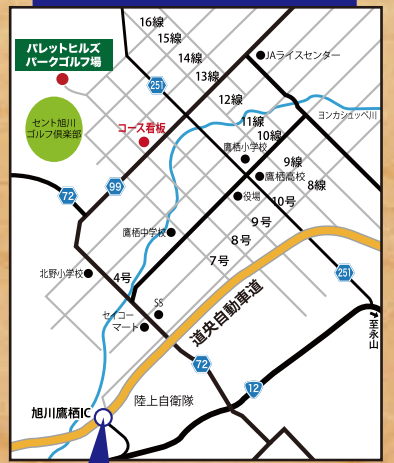 16線
15線
14線
13線
12線
11線
10線
9線
8線
10号
9号
8号
7号
4号
パレットヒルズ
パークゴルフ場
JAライスセンター
251
セント旭川
ゴルフ倶楽部
コース看板
ヨンカシュッペ川
鷹栖小学校
鷹栖高校
役場
99
72
鷹栖中学校
北野小学校
251
SS
セイコー
マート
道央自動車道
至永山
72
12
陸上自衛隊
旭川鷹栖IC